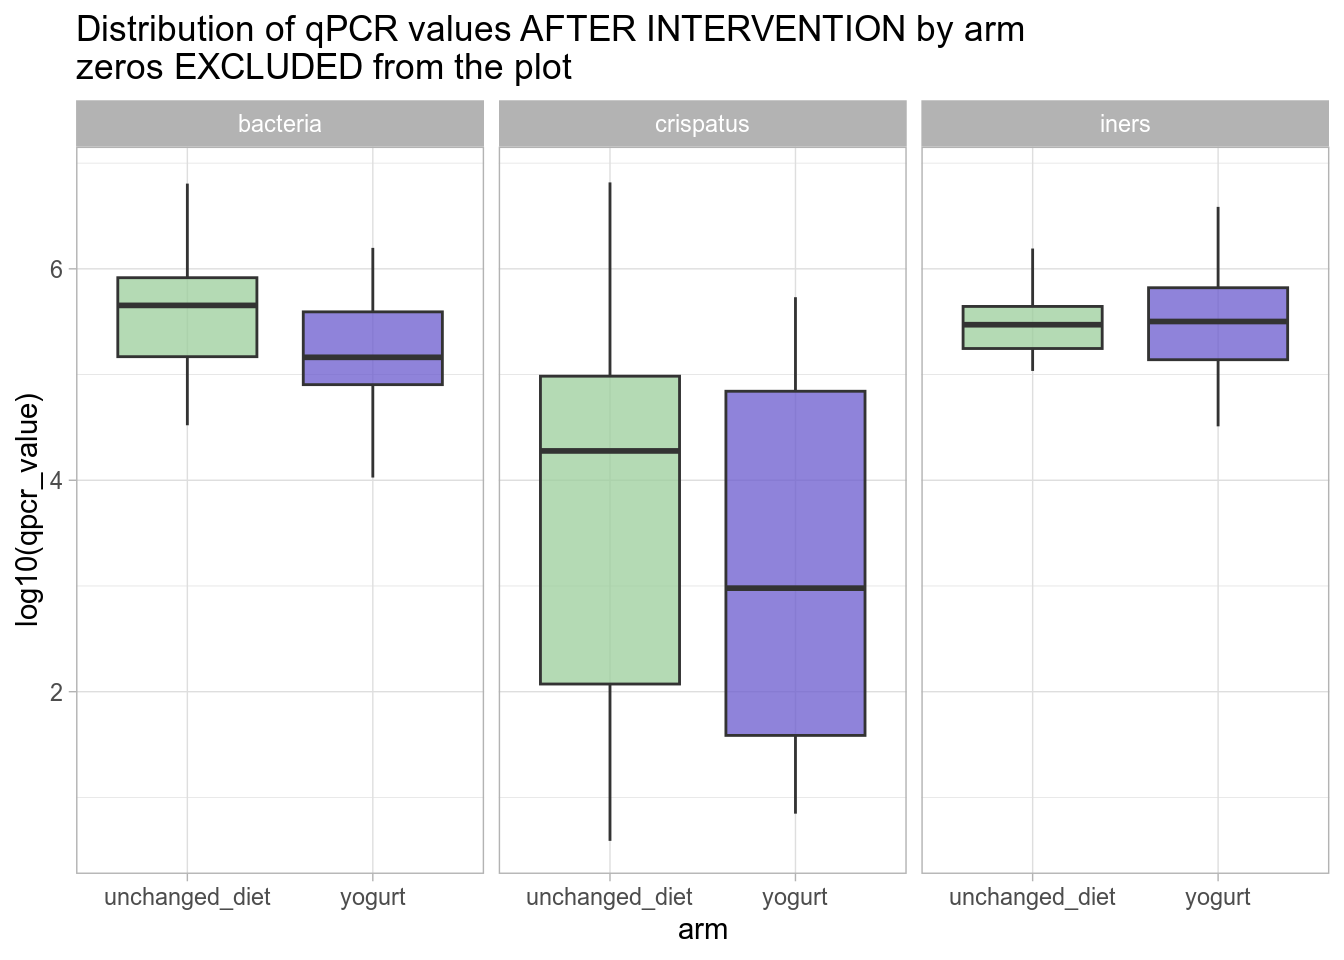 Distribution of qPCR values AFTER INTERVENTION by arm
zeros EXCLUDED from the plot
bacteria
crispatus
iners
log10(qpcr_value)
6
4
2
unchanged_diet
yogurt
unchanged_diet
yogurt
unchanged_diet
yogurt
arm